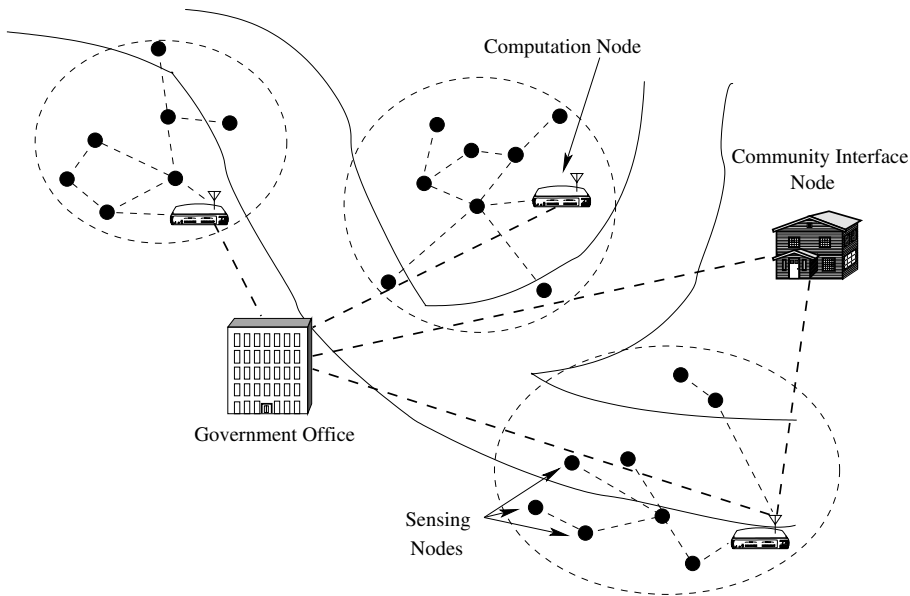 Computation Node
Community Interface
Node
Government Office
Sensing
Nodes